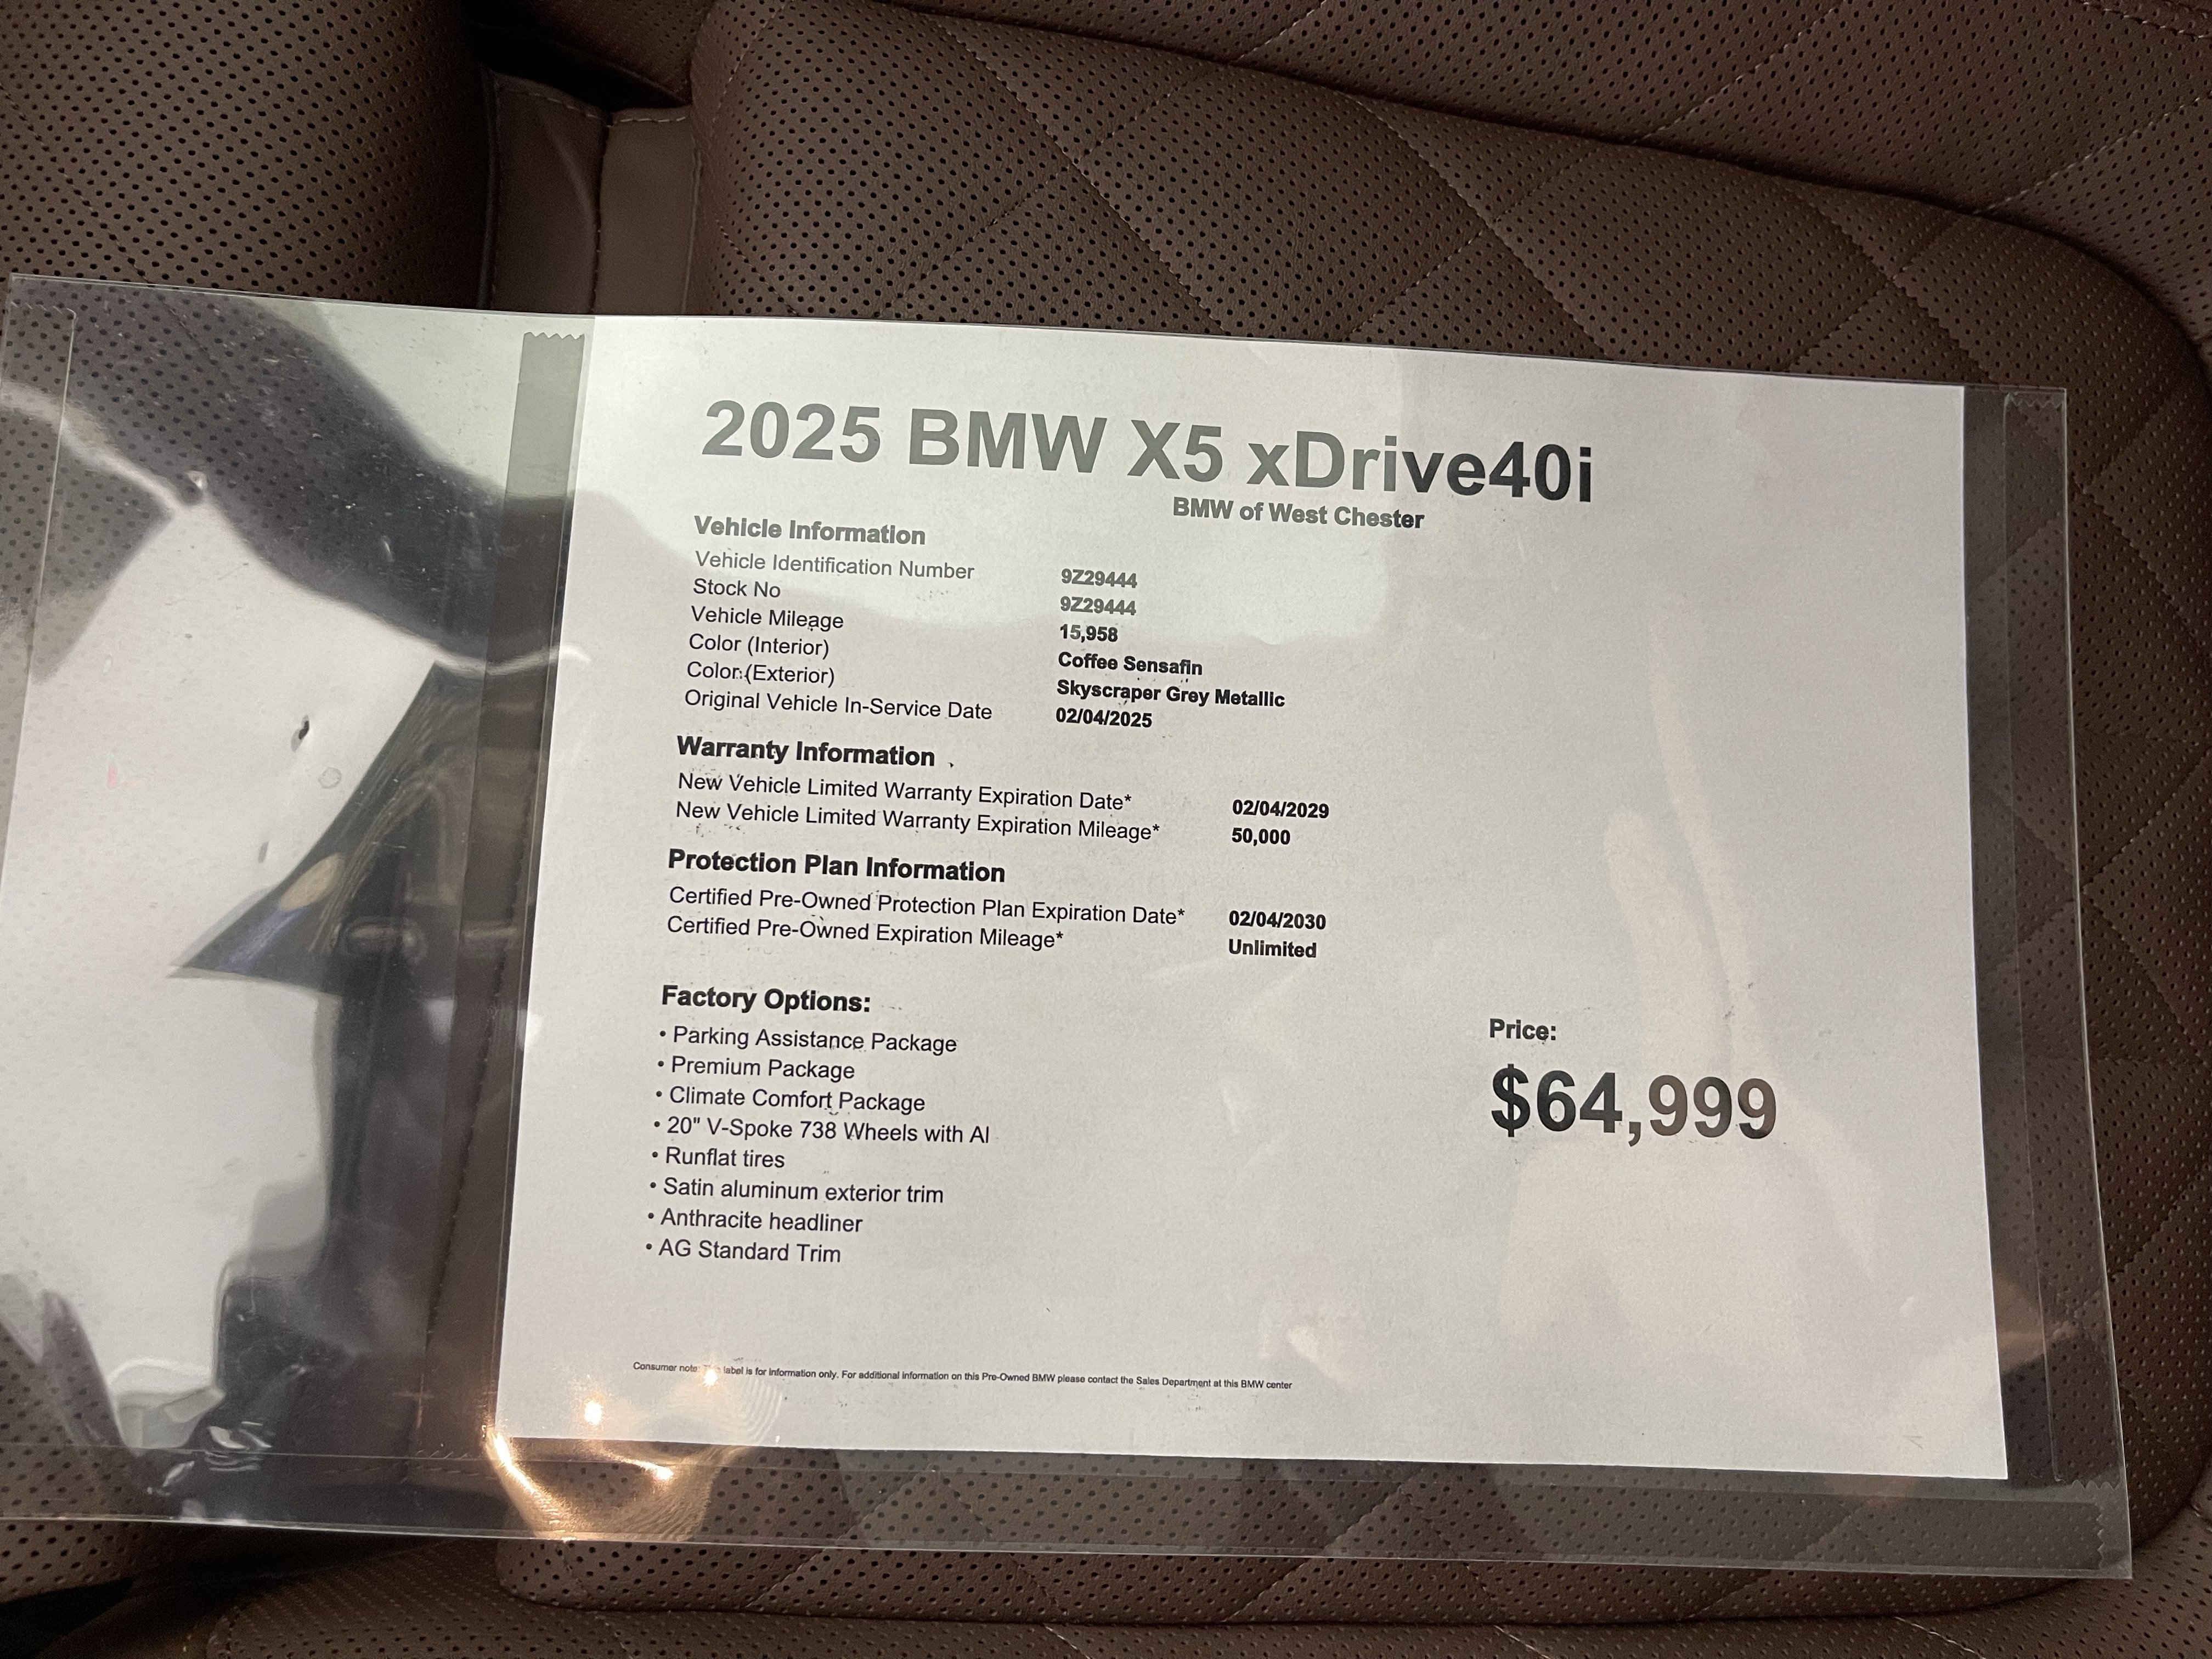 2025 BMW X5 xDrive40i
BMW of West Chester
Vehicle Information
Vehicle Identification Number 9Z29444
Stock No 9Z29444
Vehicle Mileage 15,958
Color (Interior) Coffee Sensafin
Color (Exterior) Skyscraper Grey Metallic
Original Vehicle In-Service Date 02/04/2025
Warranty Information
New Vehicle Limited Warranty Expiration Date* 02/04/2029
New Vehicle Limited Warranty Expiration Mileage* 50,000
Protection Plan Information
Certified Pre-Owned Protection Plan Expiration Date* 02/04/2030
Certified Pre-Owned Expiration Mileage* Unlimited
Factory Options:
• Parking Assistance Package
• Premium Package
• Climate Comfort Package
• 20" V-Spoke 738 Wheels with Al
• Runflat tires
• Satin aluminum exterior trim
• Anthracite headliner
• AG Standard Trim
Price:
$64,999
Consumer note: label is for information only. For additional information on this Pre-Owned BMW please contact the Sales Department at this BMW center